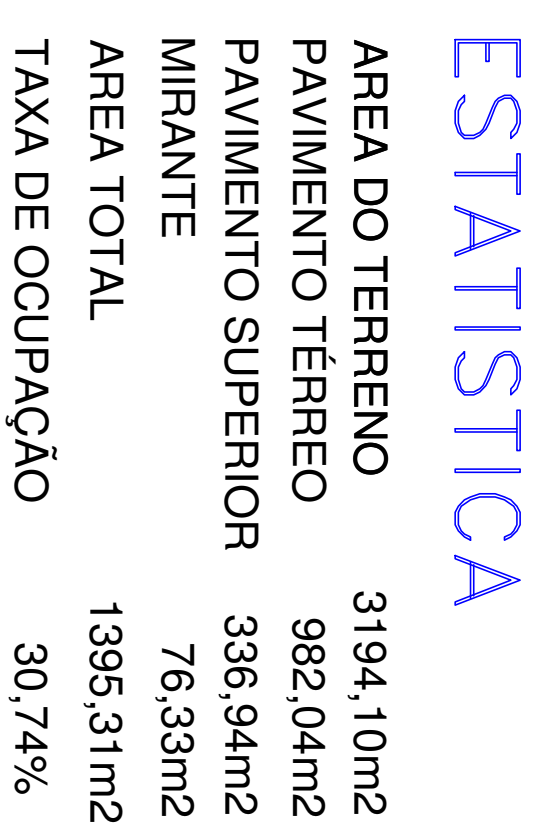 ESTATISTICA
AREA DO TERRENO 3194,10m2
PAVIMENTO TÉRREO 982,04m2
PAVIMENTO SUPERIOR 336,94m2
MIRANTE 76,33m2
AREA TOTAL 1395,31m2
TAXA DE OCUPAÇÃO 30,74%